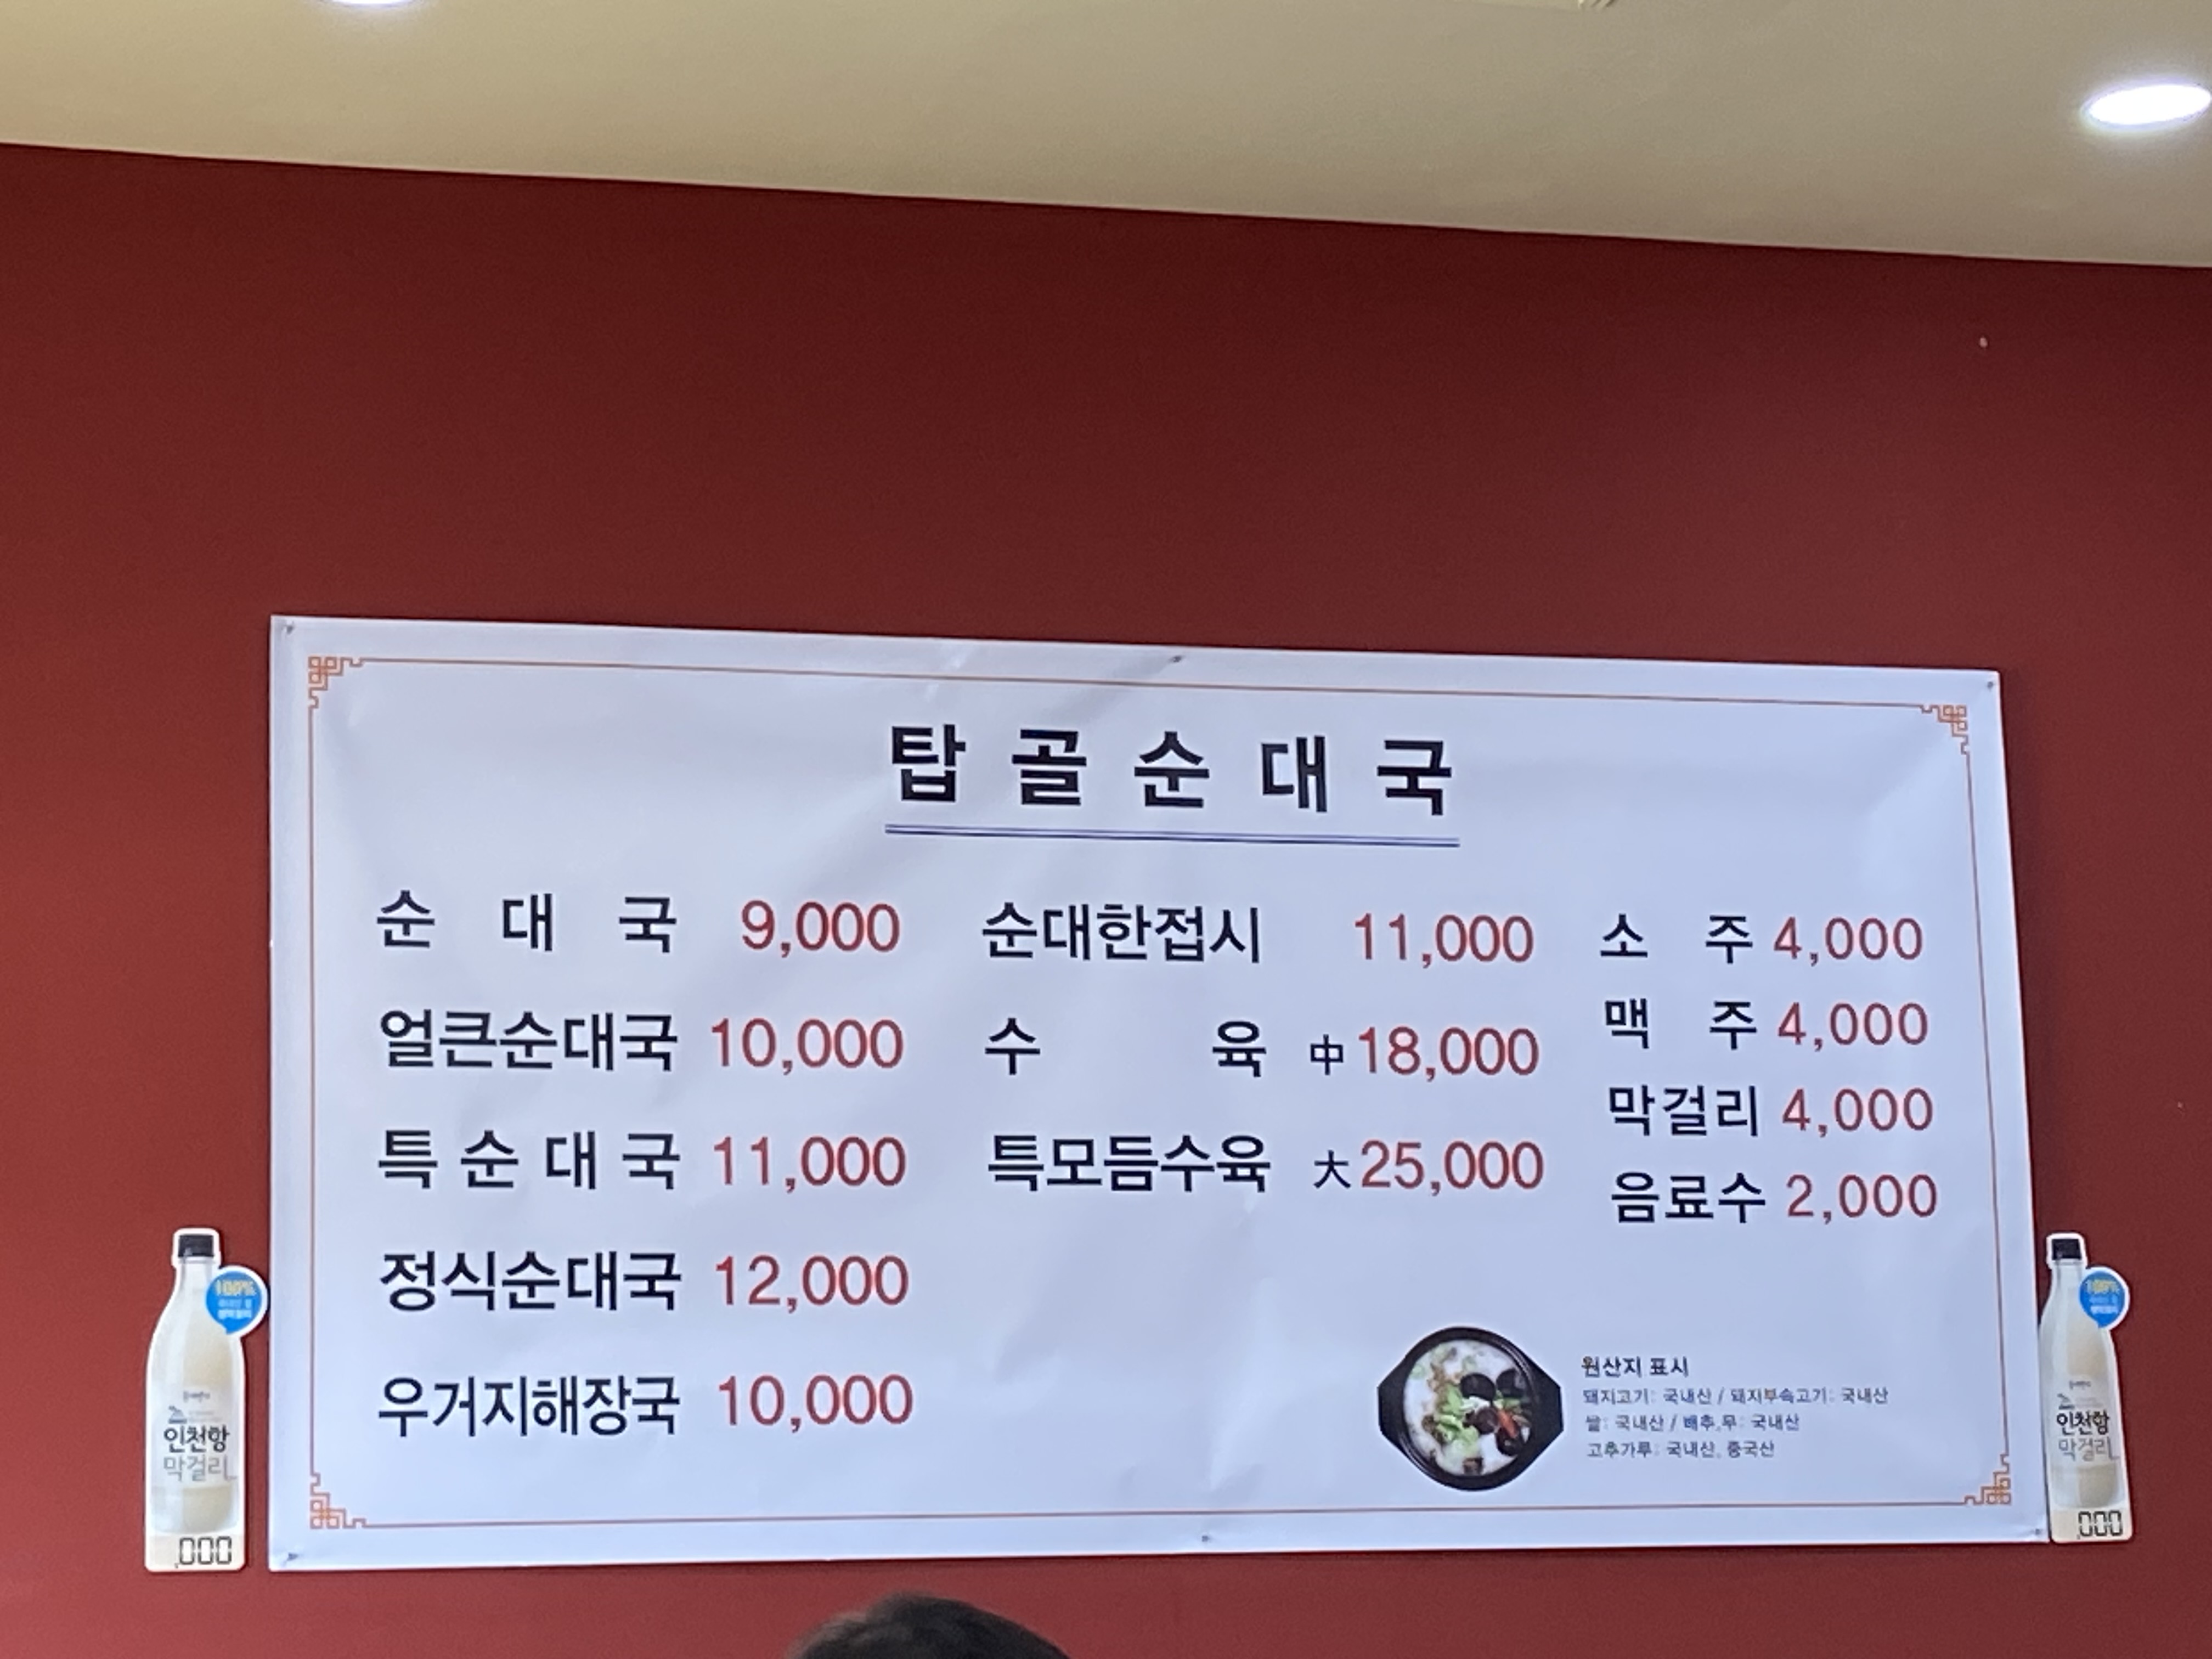 탑골순대국
순대국 9,000
얼큰순대국 10,000
특순대국 11,000
정식순대국 12,000
우거지해장국 10,000
순대한접시 11,000
수육 中 18,000
특모듬수육 大 25,000
소주 4,000
맥주 4,000
막걸리 4,000
음료수 2,000
원산지 표시
돼지고기: 국내산 / 돼지부속고기: 국내산
쌀: 국내산 / 배추,무: 국내산
고추가루: 국내산, 중국산
100%
인천항
막걸리
,000
100%
인천항
막걸리
,000